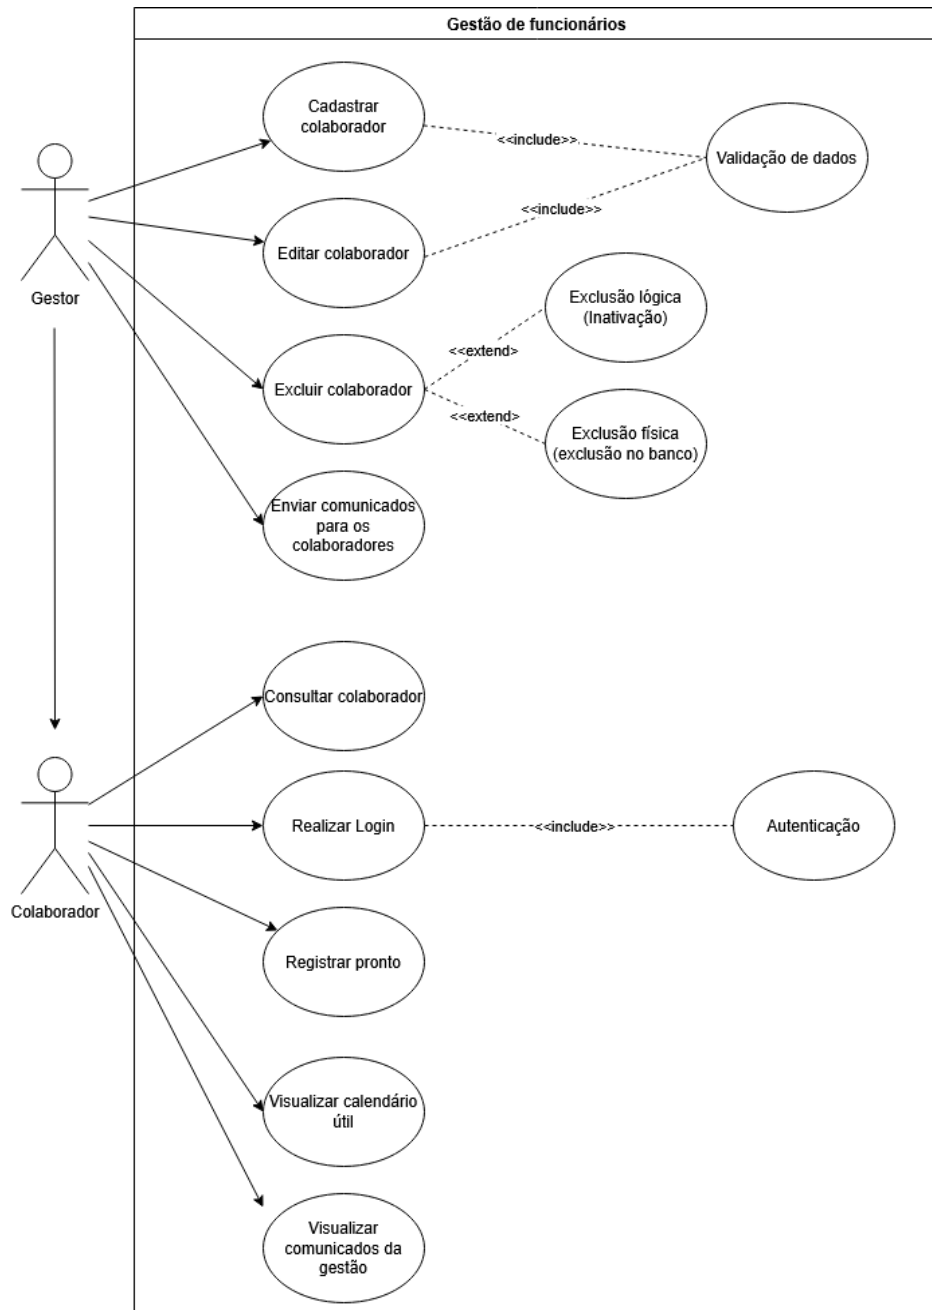 Gestão de funcionários
Cadastrar
colaborador
<<include>>
Validação de dados
<<include>>
Editar colaborador
Gestor
Exclusão lógica
(Inativação)
<<extend>
Excluir colaborador
<<extend>
Exclusão física
(exclusão no banco)
Enviar comunicados
para os
colaboradores
Consultar colaborador
Realizar Login
<<include>>
Autenticação
Colaborador
Registrar pronto
Visualizar calendário
útil
Visualizar
comunicados da
gestão